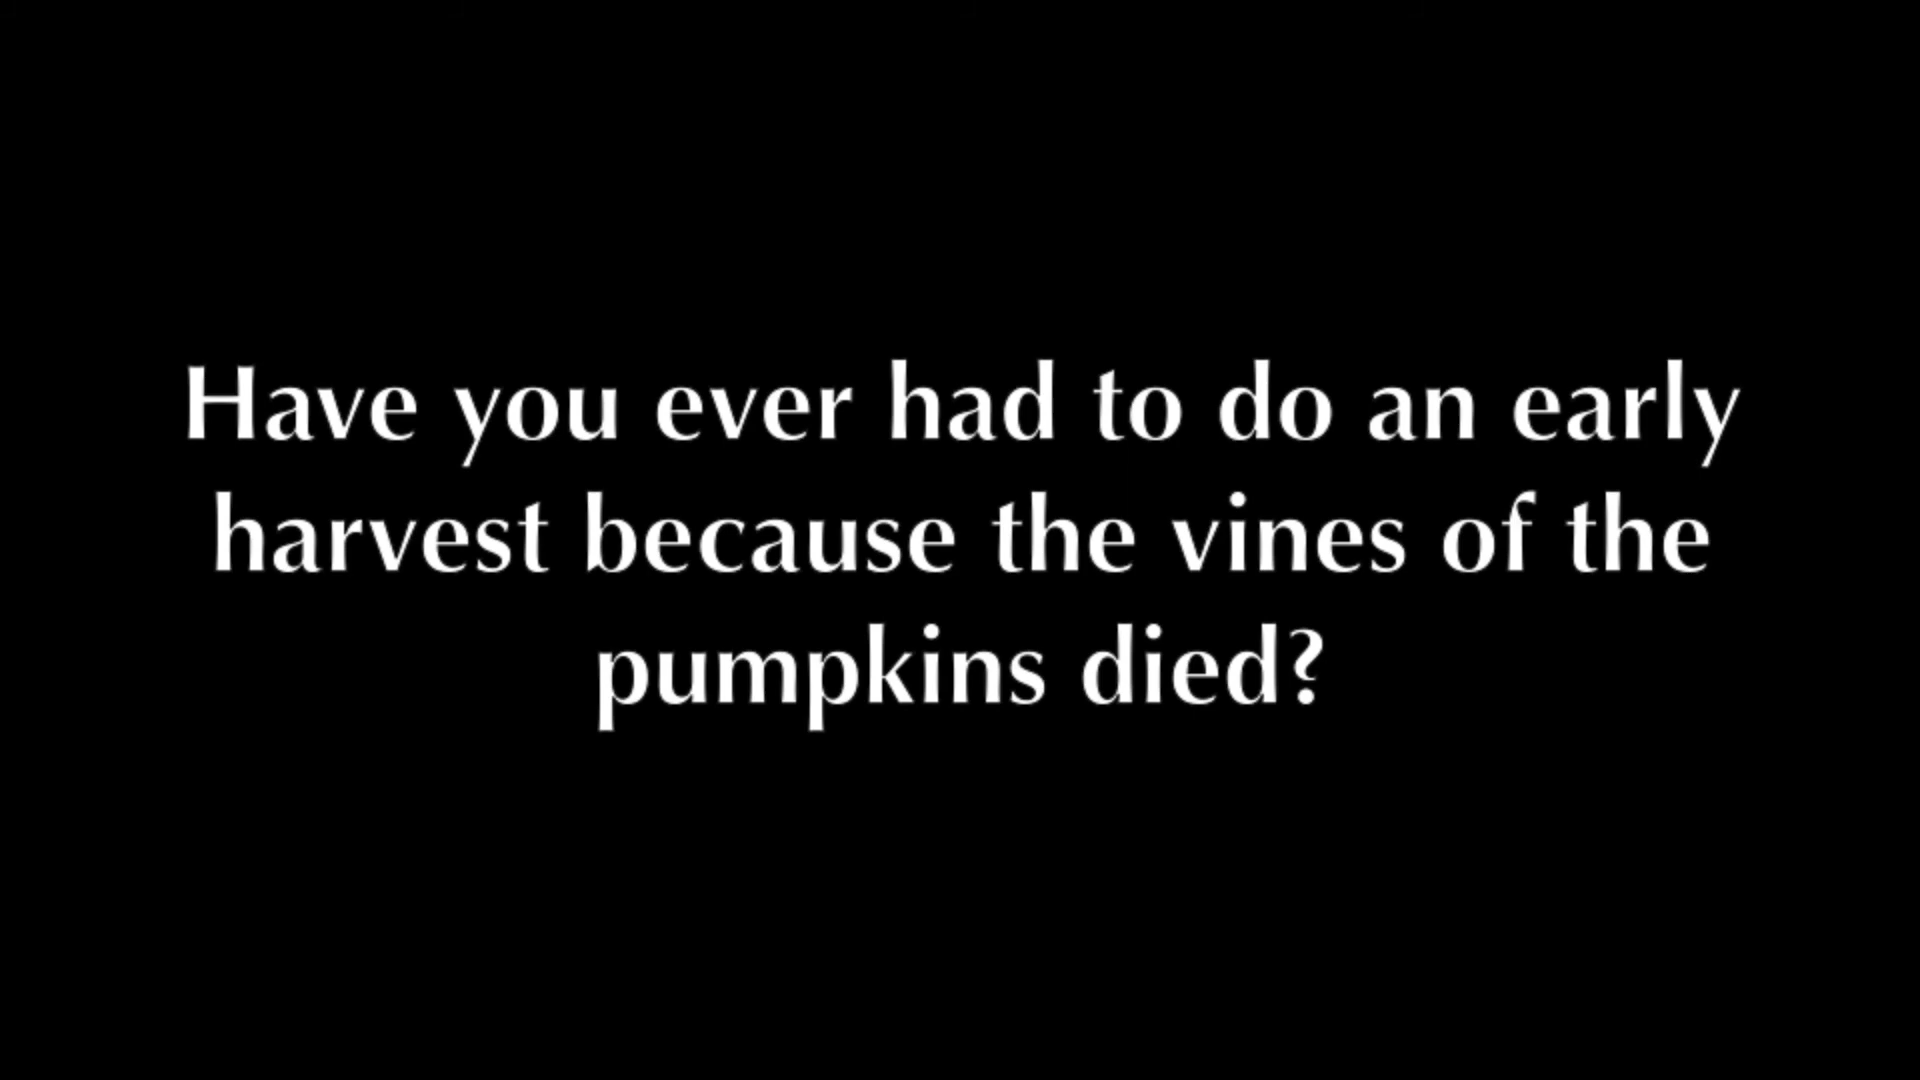 Have you ever had to do an early
harvest because the vines of the
pumpkins died?